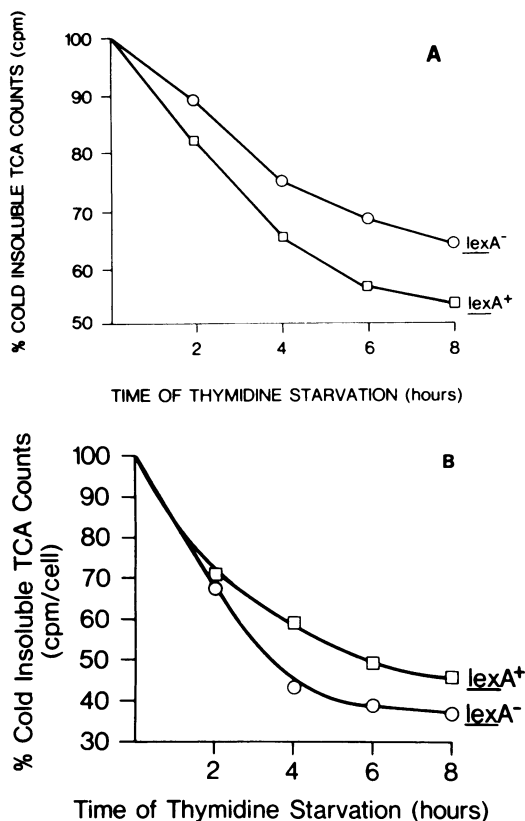 % COLD INSOLUBLE TCA COUNTS (cpm)
100
90
80
70
60
50
A
lexA⁻
lexA⁺
2
4
6
8
TIME OF THYMIDINE STARVATION (hours)
% Cold Insoluble TCA Counts
(cpm/cell)
100
90
80
70
60
50
40
30
B
lexA⁺
lexA⁻
2
4
6
8
Time of Thymidine Starvation (hours)